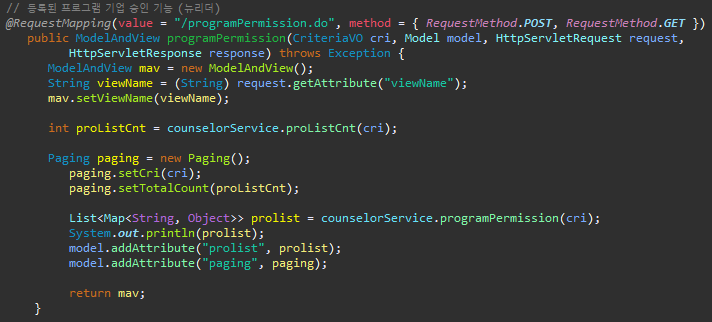 // 등록된 프로그램 기업 승인 기능 (뉴리더)
@RequestMapping(value = "/programPermission.do", method = { RequestMethod.POST, RequestMethod.GET })
public ModelAndView programPermission(CriteriaVO cri, Model model, HttpServletRequest request,
HttpServletResponse response) throws Exception {
ModelAndView mav = new ModelAndView();
String viewName = (String) request.getAttribute("viewName");
mav.setViewName(viewName);
int proListCnt = counselorService.proListCnt(cri);
Paging paging = new Paging();
paging.setCri(cri);
paging.setTotalCount(proListCnt);
List<Map<String, Object>> prolist = counselorService.programPermission(cri);
System.out.println(prolist);
model.addAttribute("prolist", prolist);
model.addAttribute("paging", paging);
return mav;
}